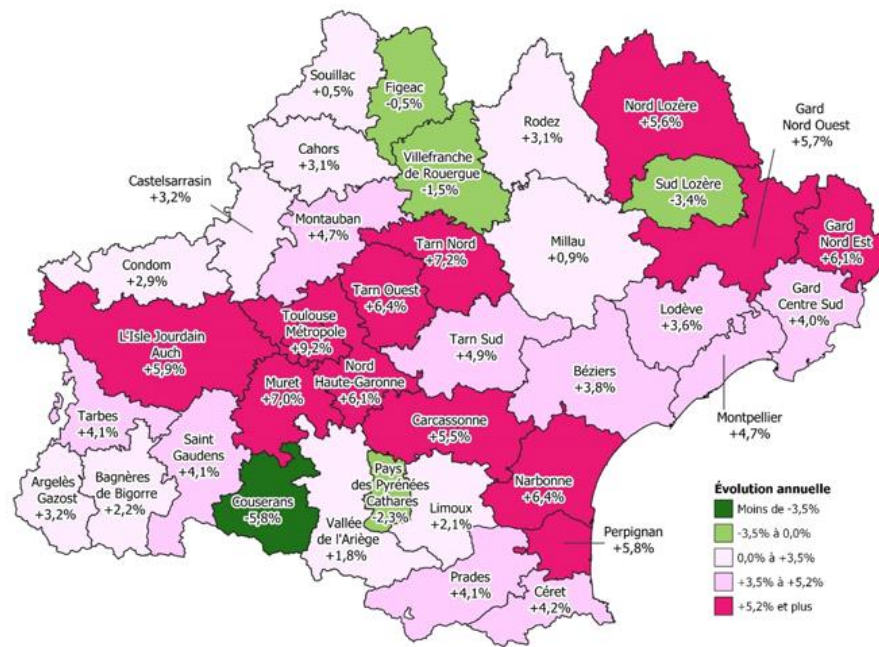 Souillac
+0,5%
Figeac
-0,5%
Rodez
+3,1%
Nord Lozère
+5,6%
Gard
Nord Ouest
+5,7%
Cahors
+3,1%
Villefranche
de Rouergue
-1,5%
Castelsarrasin
+3,2%
Sud Lozère
-3,4%
Montauban
+4,7%
Tarn Nord
+7,2%
Millau
+0,9%
Gard
Nord Est
+6,1%
Condom
+2,9%
Tarn Ouest
+6,4%
Gard
Centre Sud
+4,0%
L'Isle Jourdain
Auch
+5,9%
Toulouse
Métropole
+9,2%
Lodève
+3,6%
Tarn Sud
+4,9%
Nord
Haute-Garonne
+6,1%
Béziers
+3,8%
Muret
+7,0%
Montpellier
+4,7%
Tarbes
+4,1%
Carcassonne
+5,5%
Saint
Gaudens
+4,1%
Argelès
Gazost
+3,2%
Bagnères
de Bigorre
+2,2%
Couserans
-5,8%
Pays
des Pyrénées
Cathares
-2,3%
Limoux
+2,1%
Narbonne
+6,4%
Vallée
de l'Ariège
+1,8%
Perpignan
+5,8%
Prades
+4,1%
Céret
+4,2%
Évolution annuelle
Moins de -3,5%
-3,5% à 0,0%
0,0% à +3,5%
+3,5% à +5,2%
+5,2% et plus